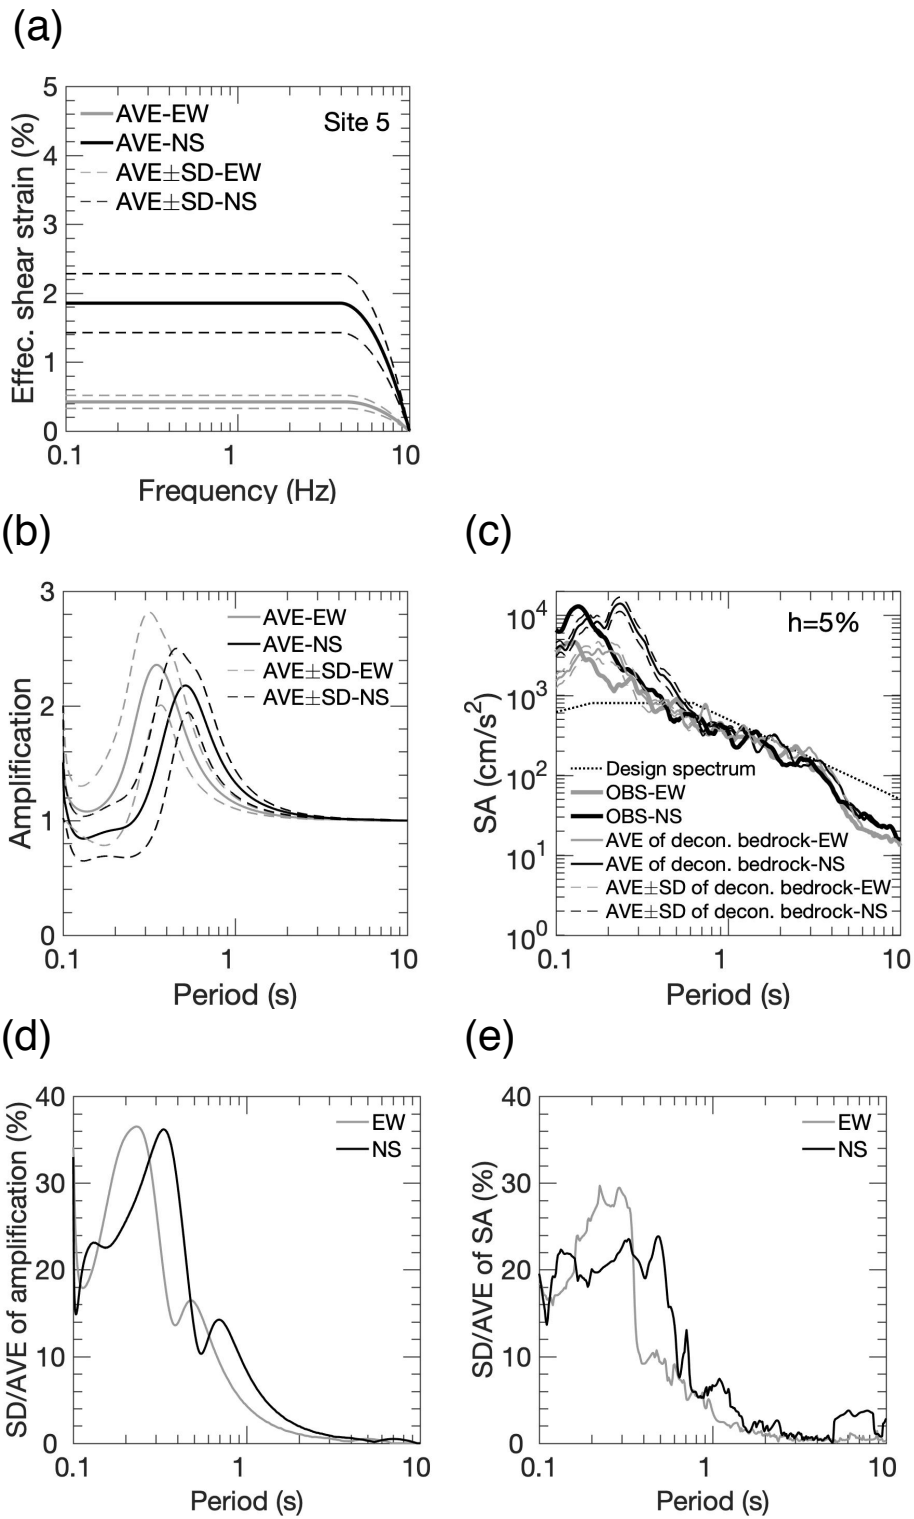 (a)
5
4
3
2
1
0
Effec. shear strain (%)
AVE-EW
AVE-NS
AVE±SD-EW
AVE±SD-NS
Site 5
0.1
1
10
Frequency (Hz)
(b)
3
2
1
0
Amplification
AVE-EW
AVE-NS
AVE±SD-EW
AVE±SD-NS
0.1
1
10
Period (s)
(c)
10^4
10^3
10^2
10^1
10^0
SA (cm/s^2)
h=5%
Design spectrum
OBS-EW
OBS-NS
AVE of decon. bedrock-EW
AVE of decon. bedrock-NS
AVE±SD of decon. bedrock-EW
AVE±SD of decon. bedrock-NS
0.1
1
10
Period (s)
(d)
40
30
20
10
0
SD/AVE of amplification (%)
EW
NS
0.1
1
10
Period (s)
(e)
40
30
20
10
0
SD/AVE of SA (%)
EW
NS
0.1
1
10
Period (s)